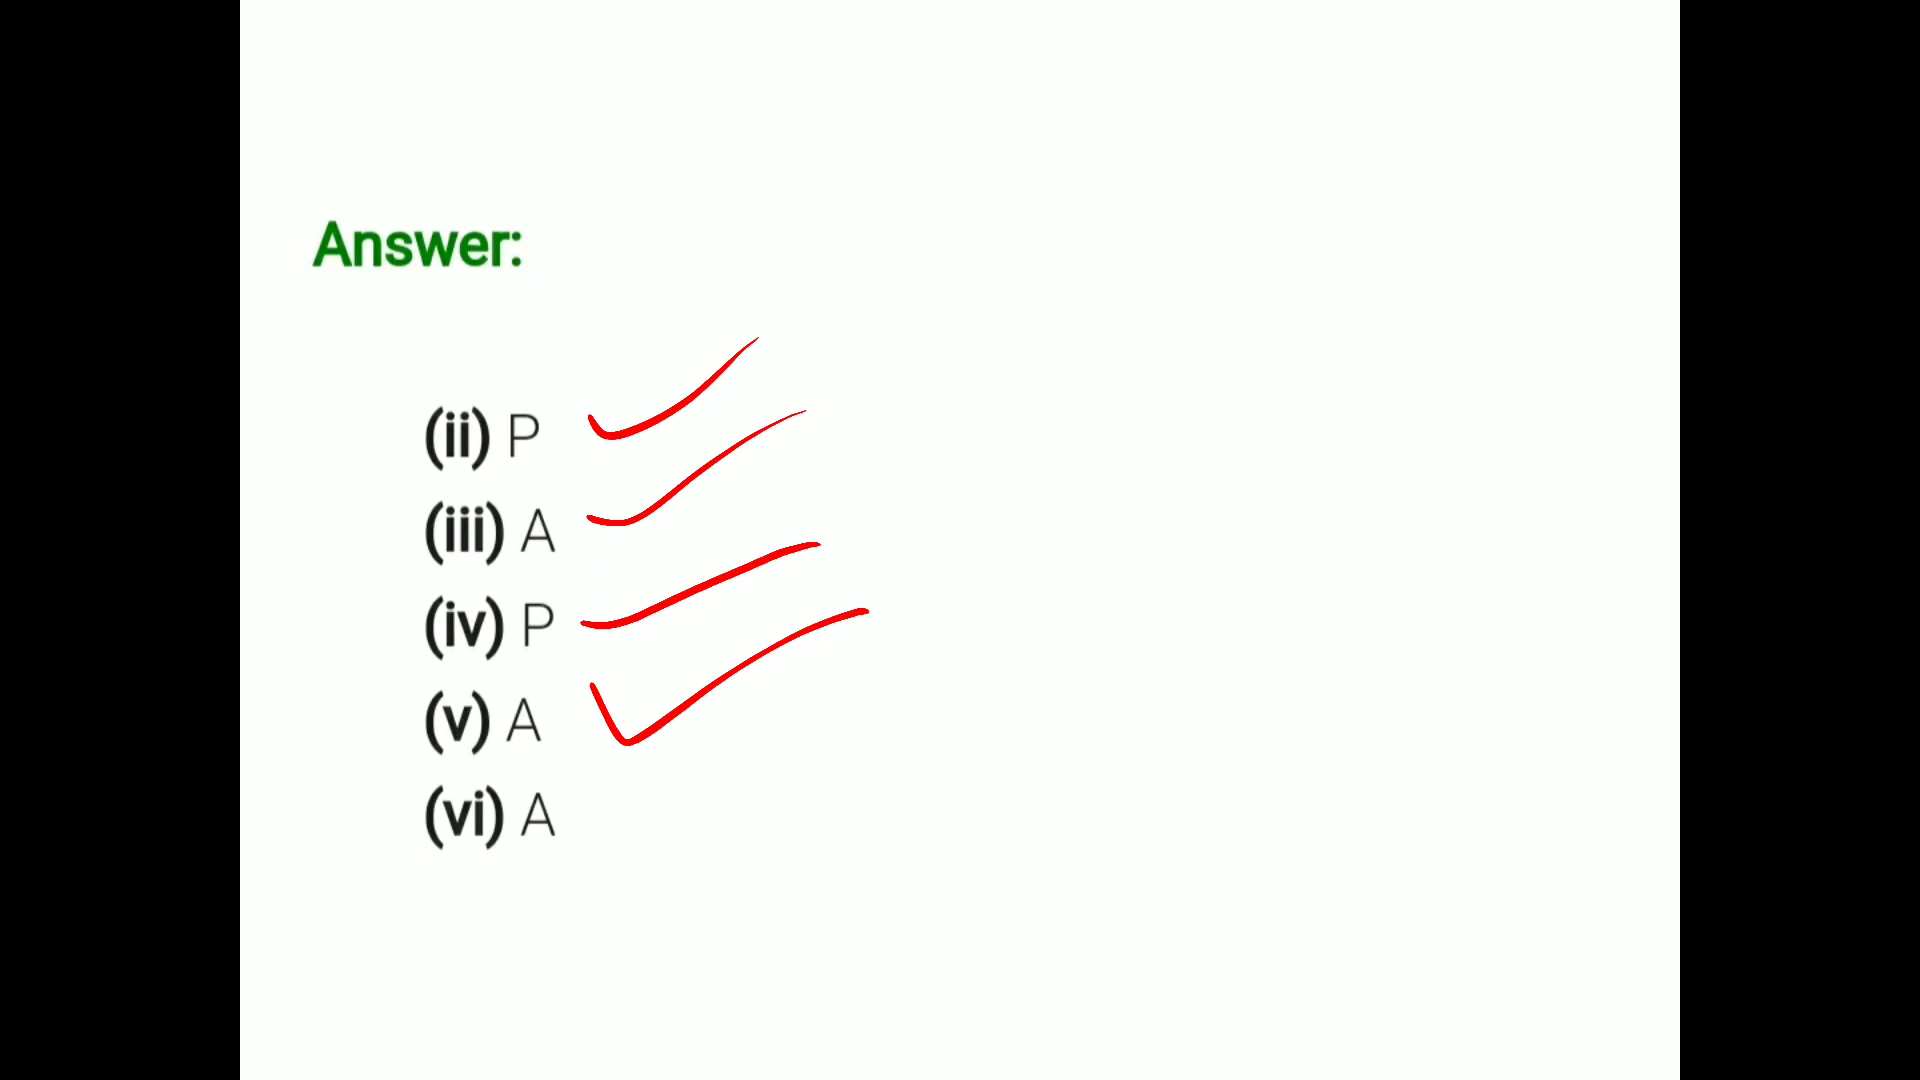 Answer:
(ii) P
(iii) A
(iv) P
(v) A
(vi) A